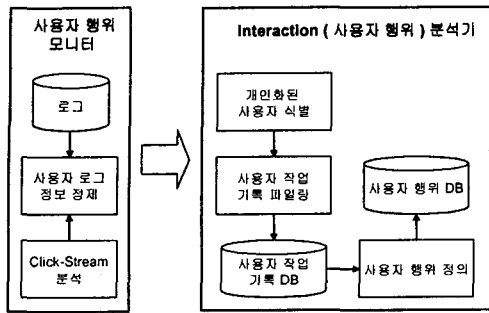 사용자 행위
모니터
로그
사용자 로그
정보 정제
Click-Stream
분석
Interaction ( 사용자 행위 ) 분석기
개인화된
사용자 식별
사용자 작업
기록 파일링
사용자 작업
기록 DB
사용자 행위 DB
사용자 행위 정의